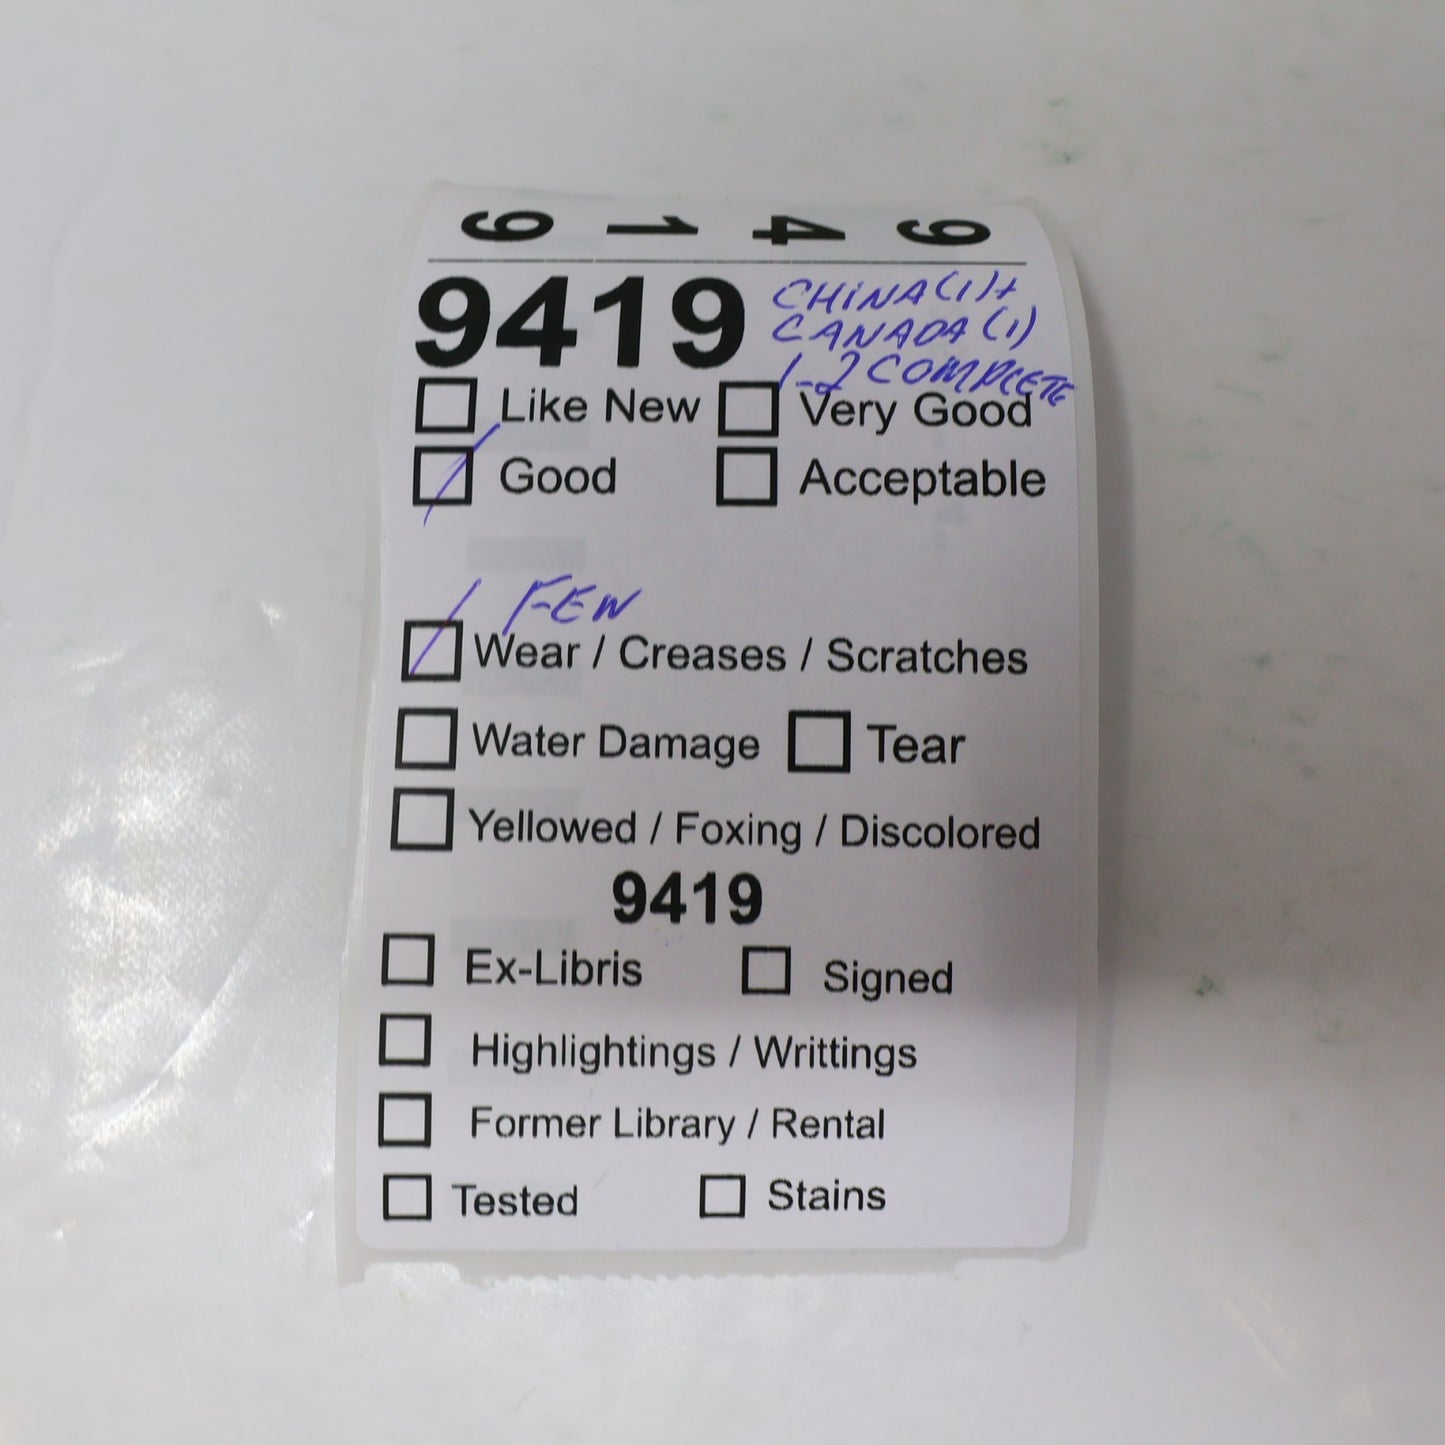 9 1 4 9
9419 CHINA (1) +
CANADA (1)
1-2 COMPLETE
Like New Very Good
Good Acceptable
FEW
Wear / Creases / Scratches
Water Damage Tear
Yellowed / Foxing / Discolored
9419
Ex-Libris Signed
Highlightings / Writtings
Former Library / Rental
Tested Stains